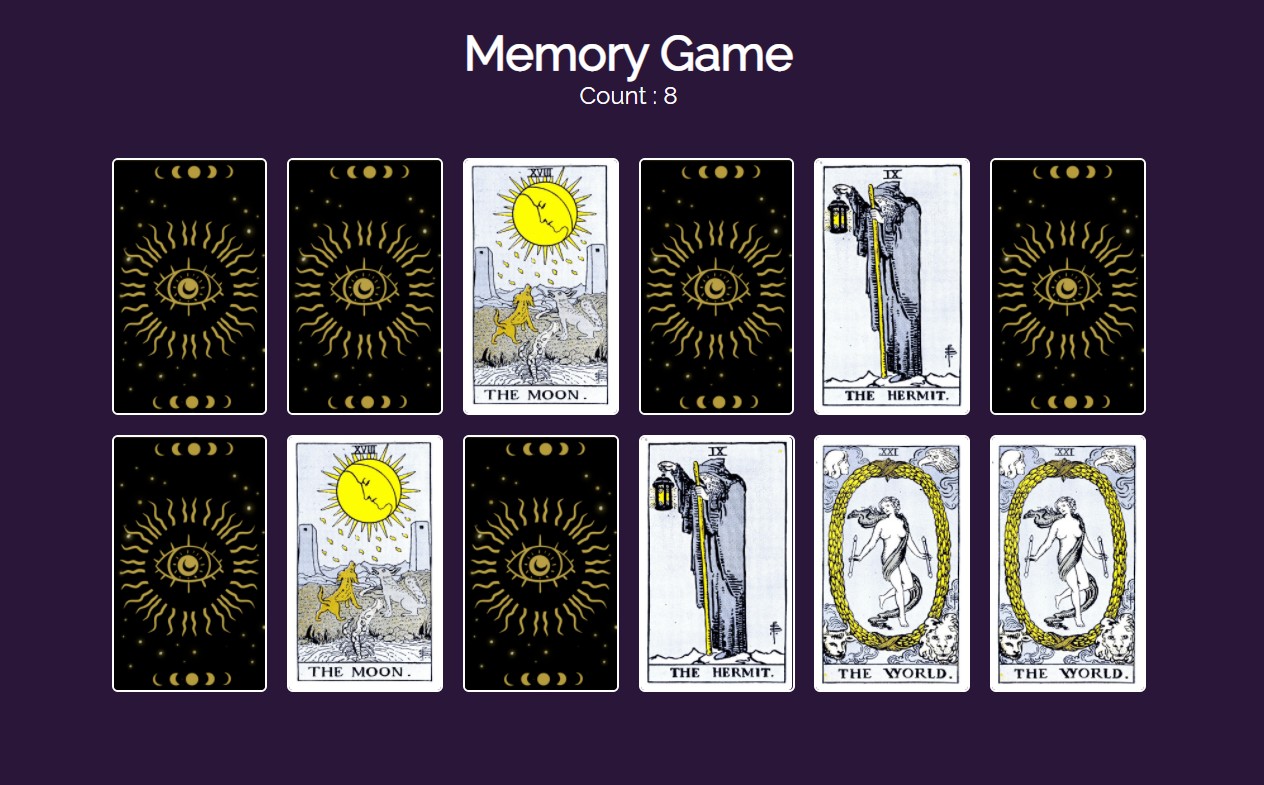 Memory Game
Count : 8
XVIII
IX
THE MOON.
THE HERMIT.
XVIII
IX
XXI
XXI
THE MOON.
THE HERMIT.
THE WORLD.
THE WORLD.